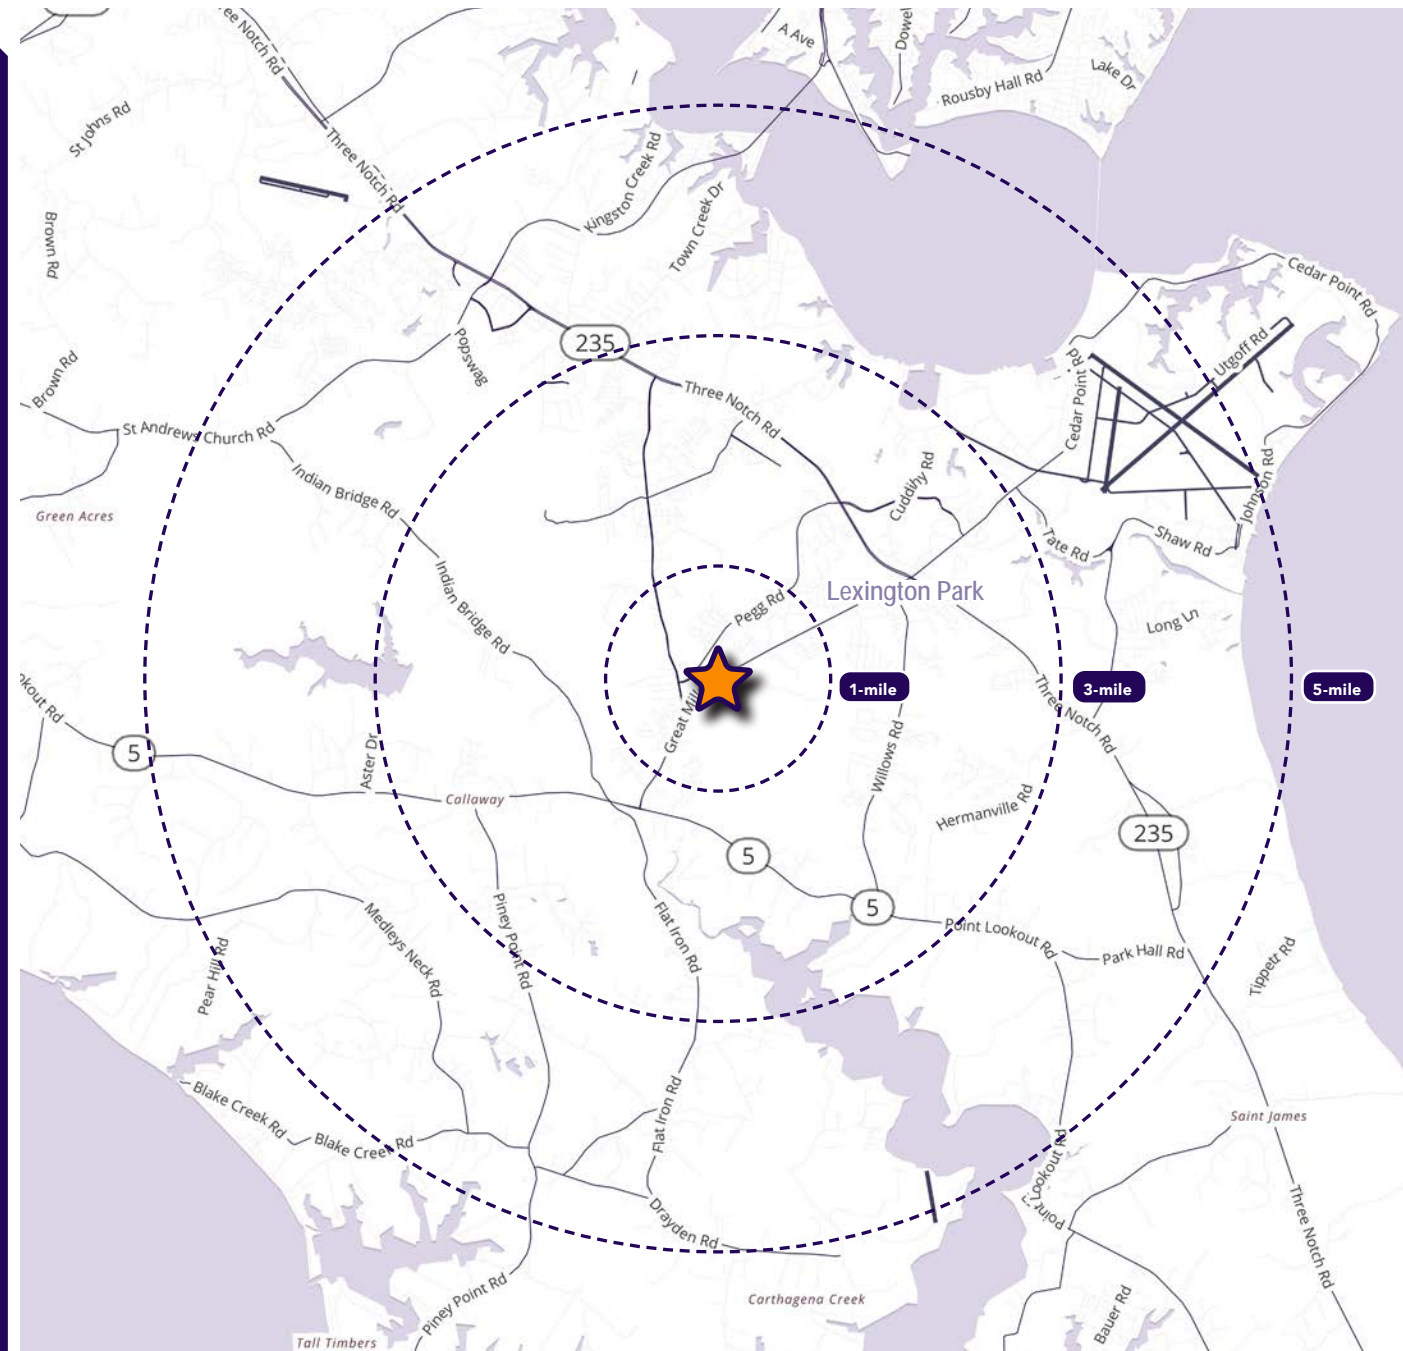 ee Notch Rd
A Ave
Dowel
Lake Dr
Rousby Hall Rd
St Johns Rd
Three Notch Rd
Kingston Creek Rd
Town Creek Dr
Brown Rd
Cedar Point Rd
235
Popswag
Utgoff Rd
Cedar Point Rd
Brown Rd
Three Notch Rd
St Andrews Church Rd
Indian Bridge Rd
Cuddihy Rd
Johnson Rd
Green Acres
Tate Rd
Shaw Rd
Indian Bridge Rd
Lexington Park
Pegg Rd
Long Ln
1-mile
3-mile
5-mile
okout Rd
Great Mil
Three Notch Rd
5
Aster Dr
Willows Rd
Callaway
Hermanville Rd
235
5
5
Medleys Neck Rd
Piney Point Rd
Flat Iron Rd
Point Lookout Rd
Park Hall Rd
Tippett Rd
Pear Hill Rd
Blake Creek Rd
Blake Creek Rd
Flat Iron Rd
Saint James
Point Lookout Rd
Drayden Rd
Three Notch Rd
Piney Point Rd
Carthagena Creek
Bauer Rd
Tall Timbers